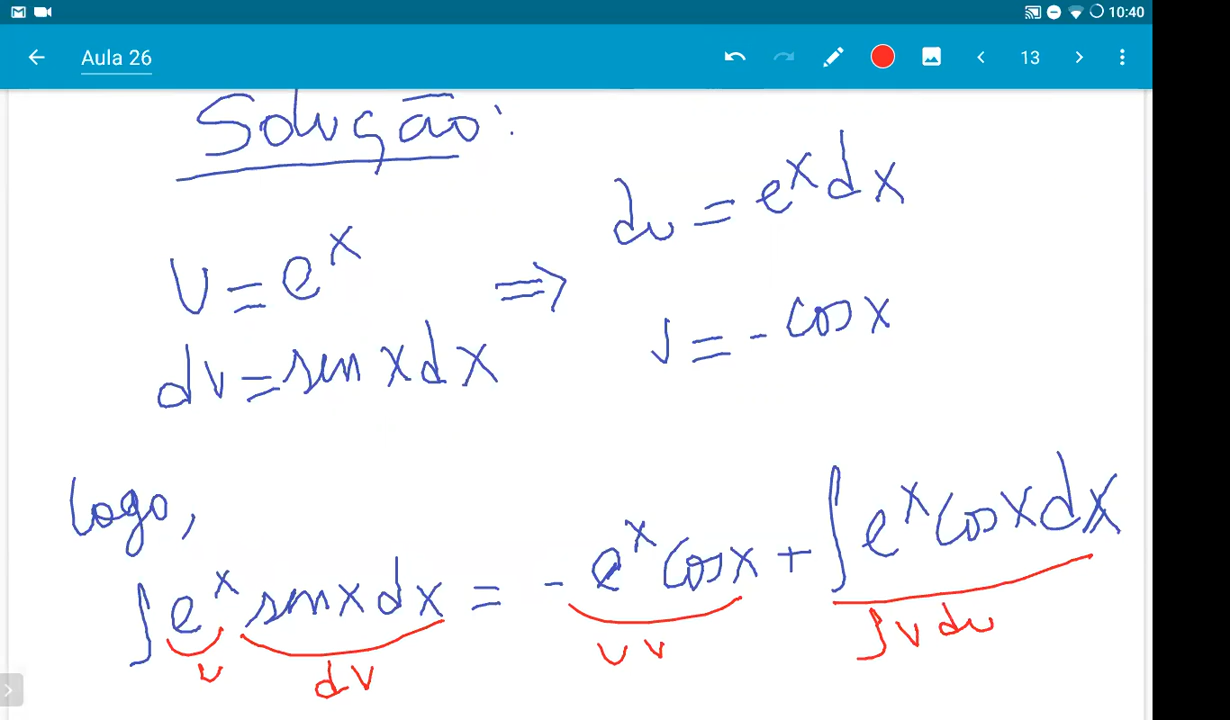 10:40
Aula 26
13
Solução:
u = e^x ⇒ du = e^x dx
dv = sen x dx v = - cos x
Logo,
∫ e^x sen x dx = - e^x cos x + ∫ e^x cos x dx
u dv u v ∫ v du